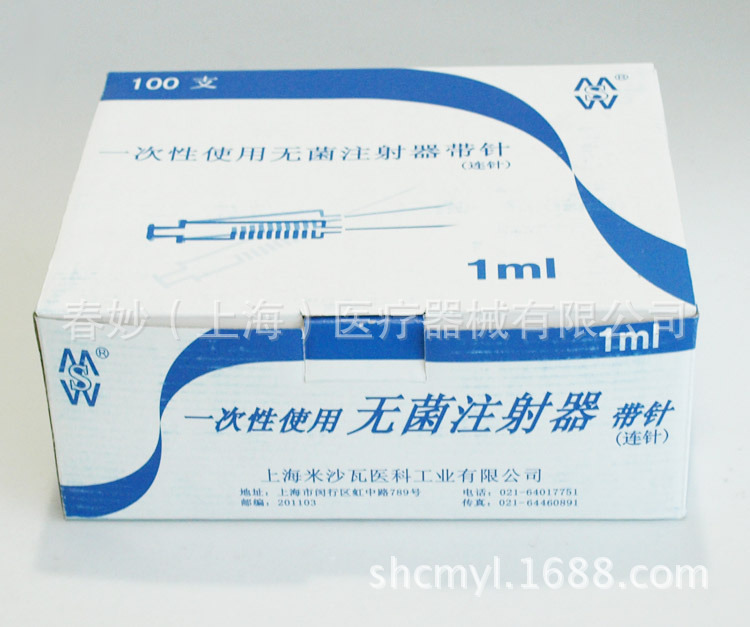 100 支
MSW®
一次性使用无菌注射器带针
(连针)
1ml
春妙（上海）医疗器械有限公司
1ml
MSW®
一次性使用 无菌注射器 带针
(连针)
上海米沙瓦医科工业有限公司
地址：上海市闵行区虹中路789号 电话：021-64017751
邮编：201103 传真：021-64460891
shcmyl.1688.com